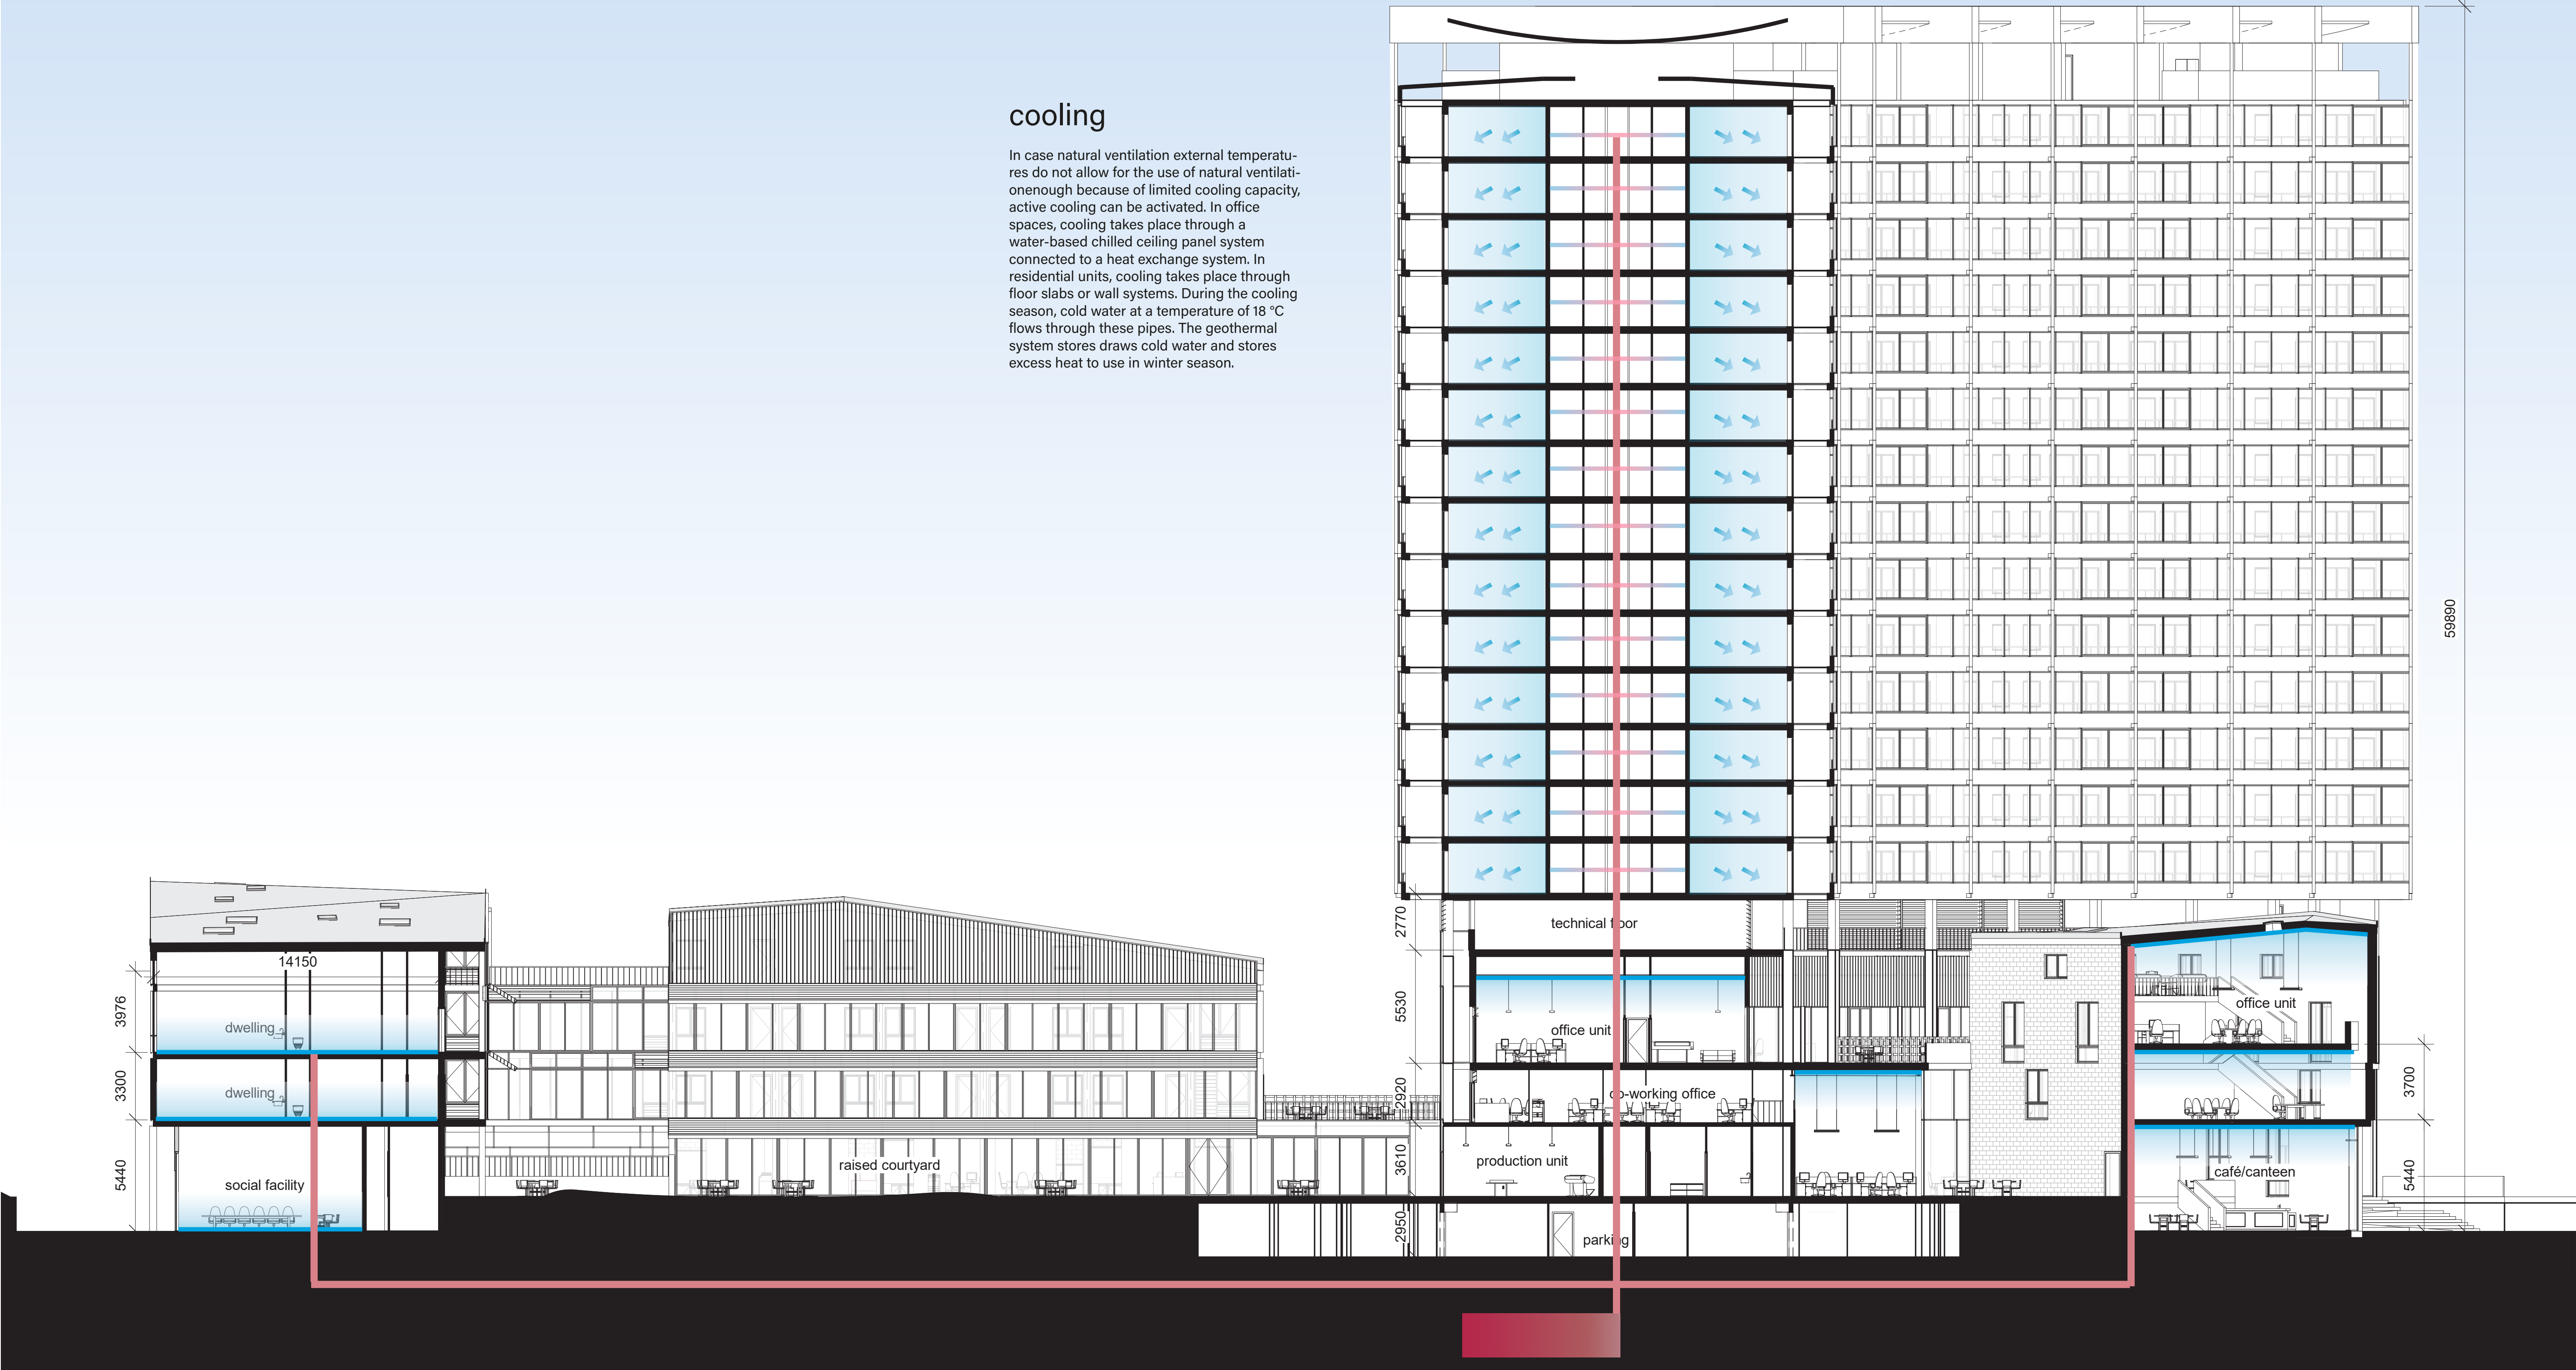 cooling
In case natural ventilation external temperatu-
res do not allow for the use of natural ventilati-
onenough because of limited cooling capacity,
active cooling can be activated. In office
spaces, cooling takes place through a
water-based chilled ceiling panel system
connected to a heat exchange system. In
residential units, cooling takes place through
floor slabs or wall systems. During the cooling
season, cold water at a temperature of 18 °C
flows through these pipes. The geothermal
system stores draws cold water and stores
excess heat to use in winter season.
59890
14150
3976
dwelling
3300
dwelling
5440
social facility
raised courtyard
2770
technical floor
5530
office unit
2920
co-working office
3610
production unit
2950
parking
office unit
3700
café/canteen
5440